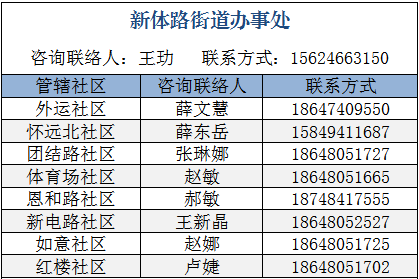 新体路街道办事处
咨询联络人：王玏 联系方式：15624663150
管辖社区 咨询联络人 联系方式
外运社区 薛文慧 18647409550
怀远北社区 薛东岳 15849411687
团结路社区 张琳娜 18648051727
体育场社区 赵敏 18648051665
恩和路社区 郝敏 18748417555
新电路社区 王新晶 18648052527
如意社区 赵娜 18648051725
红楼社区 卢婕 18648051702